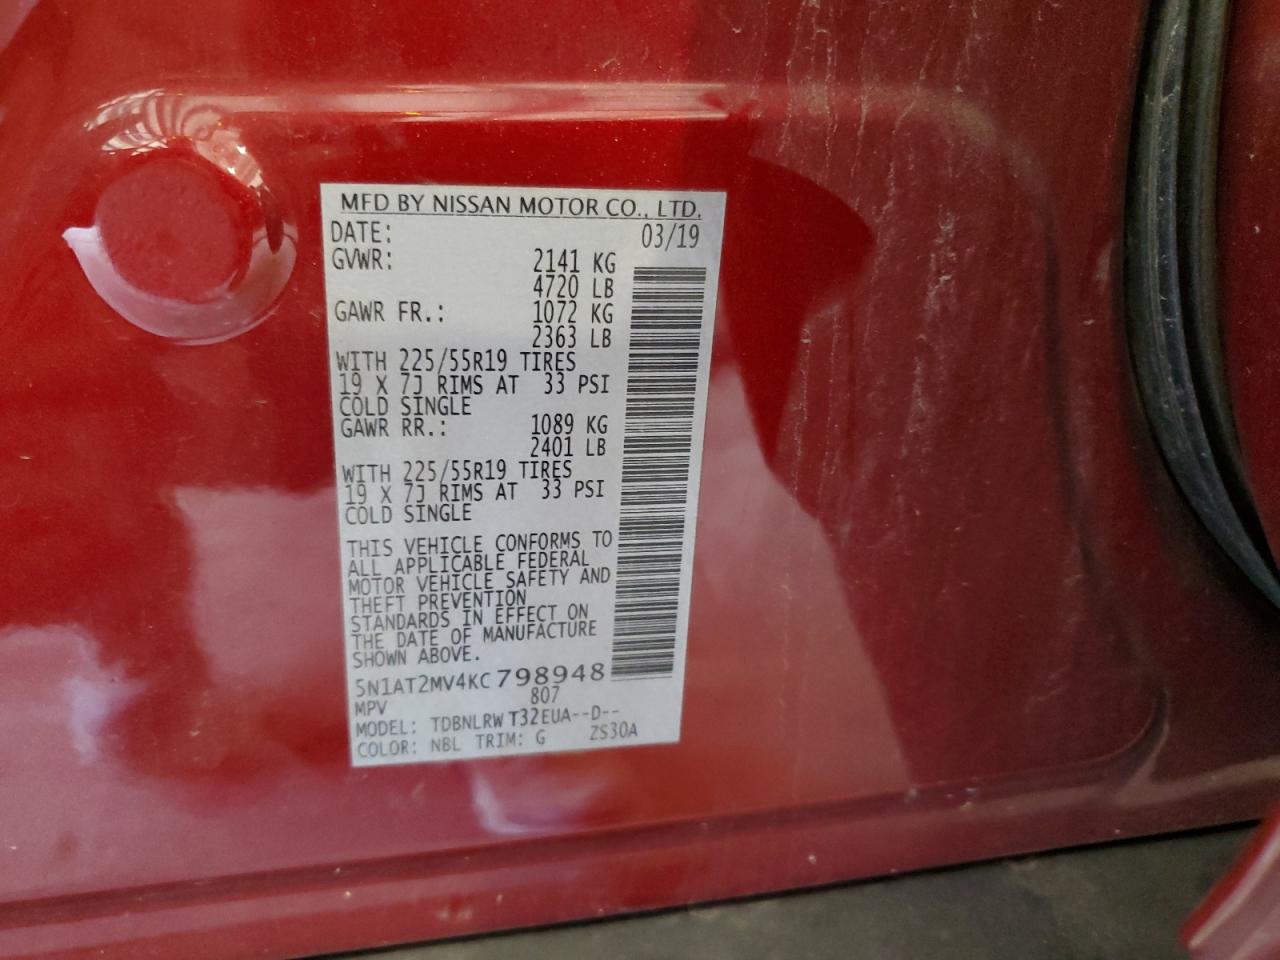 MFD BY NISSAN MOTOR CO., LTD.
DATE: 03/19
GVWR: 2141 KG
4720 LB
GAWR FR.: 1072 KG
2363 LB
WITH 225/55R19 TIRES
19 X 7J RIMS AT 33 PSI
COLD SINGLE
GAWR RR.: 1089 KG
2401 LB
WITH 225/55R19 TIRES
19 X 7J RIMS AT 33 PSI
COLD SINGLE
THIS VEHICLE CONFORMS TO
ALL APPLICABLE FEDERAL
MOTOR VEHICLE SAFETY AND
THEFT PREVENTION
STANDARDS IN EFFECT ON
THE DATE OF MANUFACTURE
SHOWN ABOVE.
5N1AT2MV4KC798948
MPV 807
MODEL: TDBNLRW T32EUA--D--
COLOR: NBL TRIM: G ZS30A